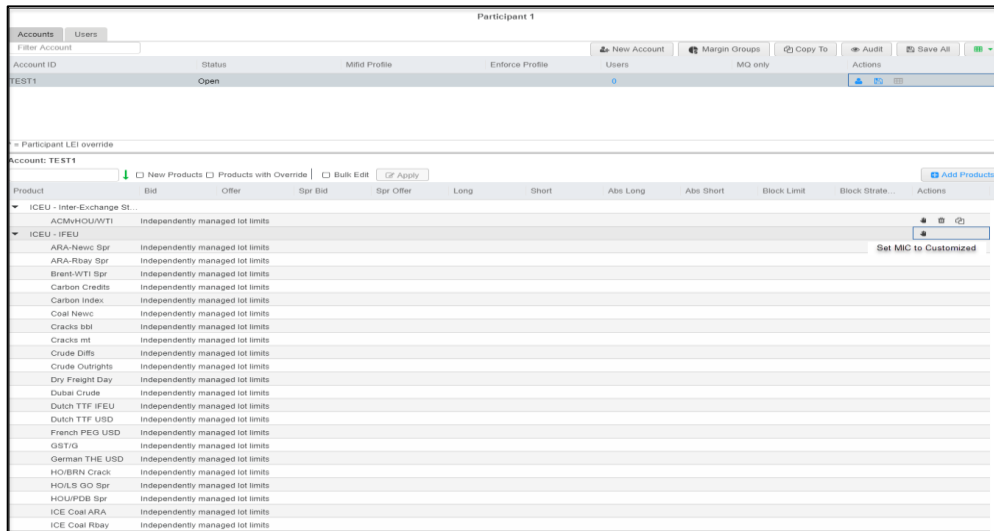 Participant 1
Accounts Users
Filter Account New Account Margin Groups Copy To Audit Save All
Account ID Status Mifid Profile Enforce Profile Users MQ only Actions
TEST1 Open 0
* = Participant LEI override
Account: TEST1
New Products Products with Override Bulk Edit Apply Add Products
Product Bid Offer Spr Bid Spr Offer Long Short Abs Long Abs Short Block Limit Block Strate... Actions
ICEU - Inter-Exchange St...
ACMvHOU/WTI Independently managed lot limits
ICEU - IFEU
ARA-Newc Spr Independently managed lot limits Set MIC to Customized
ARA-Rbay Spr Independently managed lot limits
Brent-WTI Spr Independently managed lot limits
Carbon Credits Independently managed lot limits
Carbon Index Independently managed lot limits
Coal Newc Independently managed lot limits
Cracks bbl Independently managed lot limits
Cracks mt Independently managed lot limits
Crude Diffs Independently managed lot limits
Crude Outrights Independently managed lot limits
Dry Freight Day Independently managed lot limits
Dubai Crude Independently managed lot limits
Dutch TTF IFEU Independently managed lot limits
Dutch TTF USD Independently managed lot limits
French PEG USD Independently managed lot limits
GST/G Independently managed lot limits
German THE USD Independently managed lot limits
HO/BRN Crack Independently managed lot limits
HO/LS GO Spr Independently managed lot limits
HOU/PDB Spr Independently managed lot limits
ICE Coal ARA Independently managed lot limits
ICE Coal Rbay Independently managed lot limits